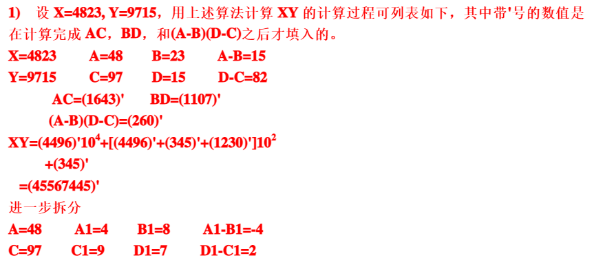 1) 设 X=4823, Y=9715，用上述算法计算 XY 的计算过程可列表如下，其中带'号的数值是
在计算完成 AC，BD，和(A-B)(D-C)之后才填入的。
X=4823 A=48 B=23 A-B=15
Y=9715 C=97 D=15 D-C=82
AC=(1643)' BD=(1107)'
(A-B)(D-C)=(260)'
XY=(4496)'10⁴+[(4496)'+(345)'+(1230)']10²
+(345)'
=(45567445)'
进一步拆分
A=48 A1=4 B1=8 A1-B1=-4
C=97 C1=9 D1=7 D1-C1=2